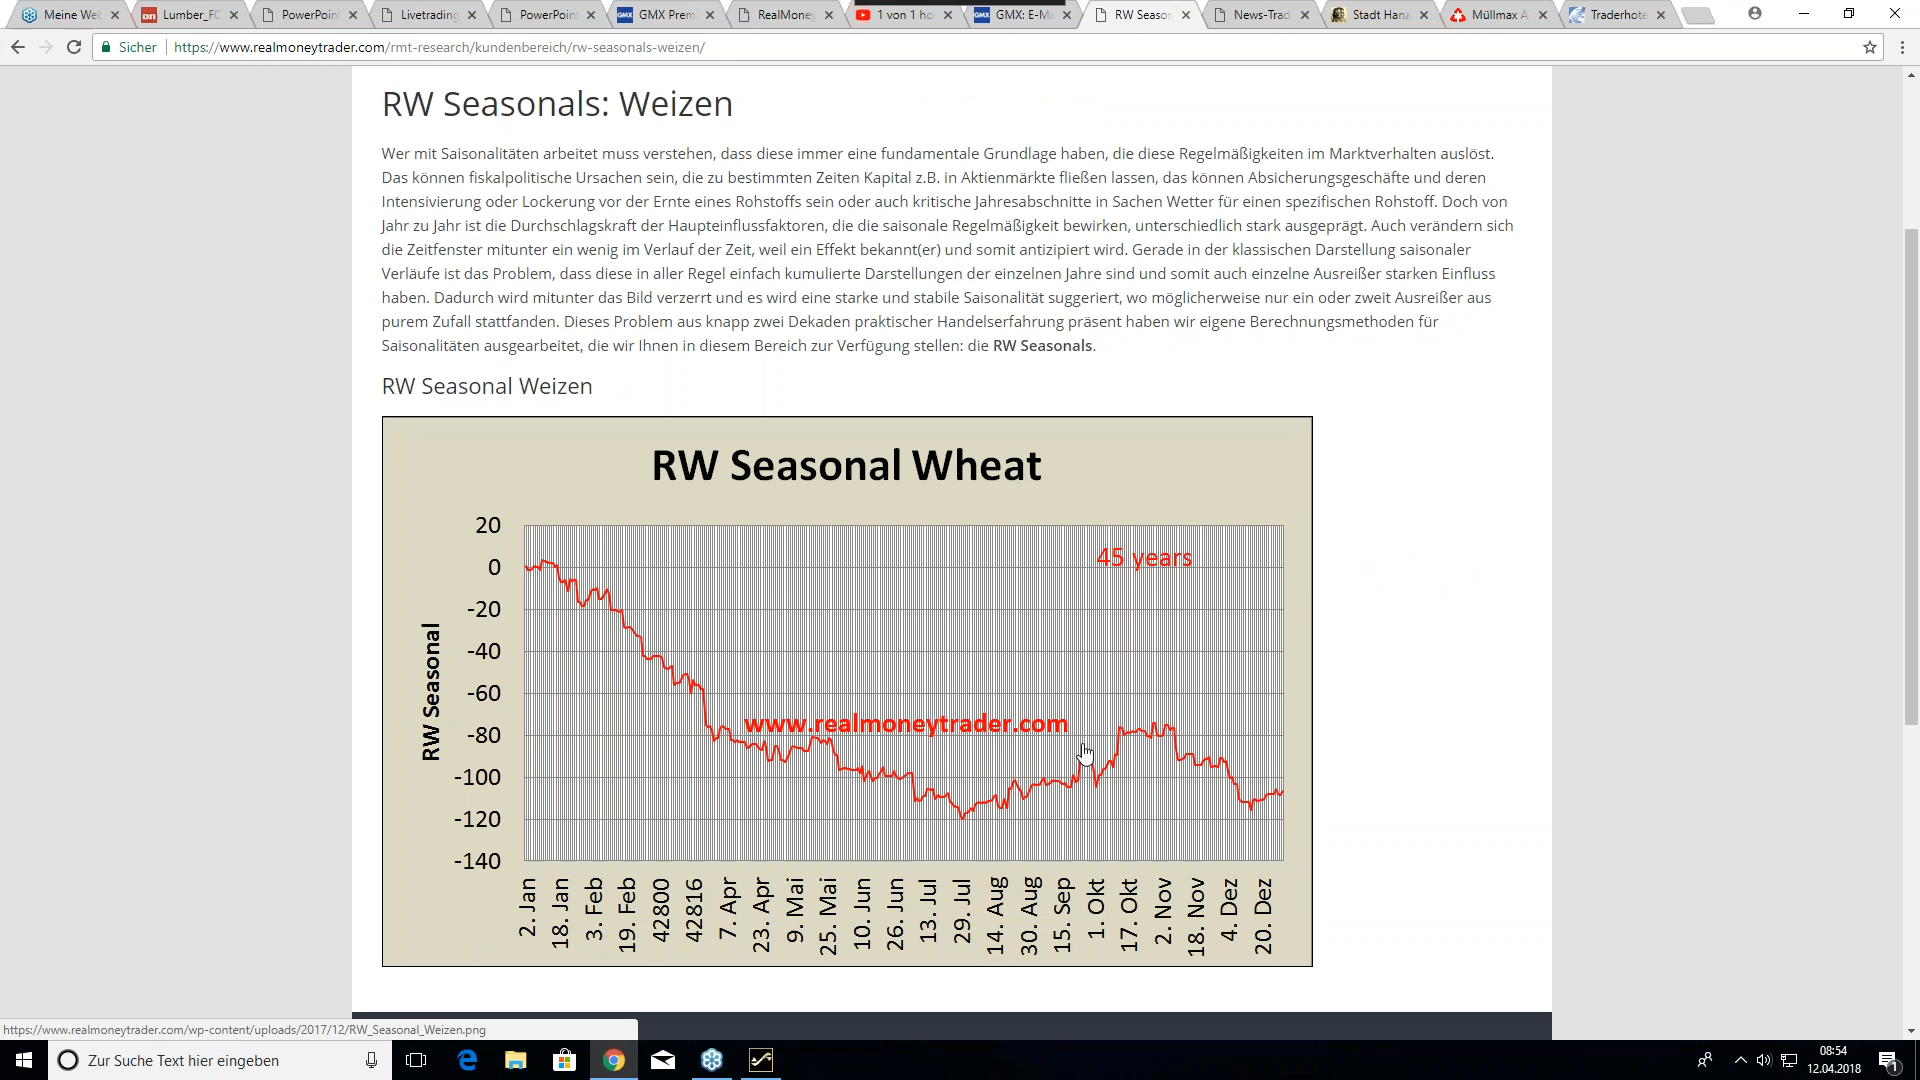 Meine Web
Lumber_FC
PowerPoint
Livetrading
PowerPoint
GMX Prem
RealMoney
1 von 1 ho
GMX: E-Ma
RW Season
News-Trad
Stadt Hana
Müllmax A
Traderhote
Sicher
https://www.realmoneytrader.com/rmt-research/kundenbereich/rw-seasonals-weizen/
RW Seasonals: Weizen
Wer mit Saisonalitäten arbeitet muss verstehen, dass diese immer eine fundamentale Grundlage haben, die diese Regelmäßigkeiten im Marktverhalten auslöst.
Das können fiskalpolitische Ursachen sein, die zu bestimmten Zeiten Kapital z.B. in Aktienmärkte fließen lassen, das können Absicherungsgeschäfte und deren
Intensivierung oder Lockerung vor der Ernte eines Rohstoffs sein oder auch kritische Jahresabschnitte in Sachen Wetter für einen spezifischen Rohstoff. Doch von
Jahr zu Jahr ist die Durchschlagskraft der Haupteinflussfaktoren, die die saisonale Regelmäßigkeit bewirken, unterschiedlich stark ausgeprägt. Auch verändern sich
die Zeitfenster mitunter ein wenig im Verlauf der Zeit, weil ein Effekt bekannt(er) und somit antizipiert wird. Gerade in der klassischen Darstellung saisonaler
Verläufe ist das Problem, dass diese in aller Regel einfach kumulierte Darstellungen der einzelnen Jahre sind und somit auch einzelne Ausreißer starken Einfluss
haben. Dadurch wird mitunter das Bild verzerrt und es wird eine starke und stabile Saisonalität suggeriert, wo möglicherweise nur ein oder zweit Ausreißer aus
purem Zufall stattfanden. Dieses Problem aus knapp zwei Dekaden praktischer Handelserfahrung präsent haben wir eigene Berechnungsmethoden für
Saisonalitäten ausgearbeitet, die wir Ihnen in diesem Bereich zur Verfügung stellen: die RW Seasonals.
RW Seasonal Weizen
RW Seasonal Wheat
45 years
www.realmoneytrader.com
RW Seasonal
20
0
-20
-40
-60
-80
-100
-120
-140
2. Jan
18. Jan
3. Feb
19. Feb
42800
42816
7. Apr
23. Apr
9. Mai
25. Mai
10. Jun
26. Jun
13. Jul
29. Jul
14. Aug
30. Aug
15. Sep
1. Okt
17. Okt
2. Nov
18. Nov
4. Dez
20. Dez
https://www.realmoneytrader.com/wp-content/uploads/2017/12/RW_Seasonal_Weizen.png
Zur Suche Text hier eingeben
08:54
12.04.2018
1